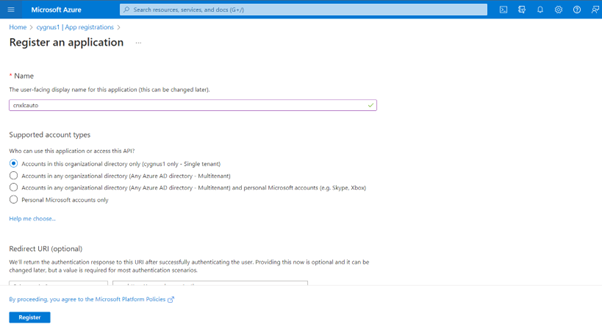 Microsoft Azure
Search resources, services, and docs (G+/)
Home > cygnus1 | App registrations >
Register an application ...
* Name
The user-facing display name for this application (this can be changed later).
cnxlcauto
Supported account types
Who can use this application or access this API?
Accounts in this organizational directory only (cygnus1 only - Single tenant)
Accounts in any organizational directory (Any Azure AD directory - Multitenant)
Accounts in any organizational directory (Any Azure AD directory - Multitenant) and personal Microsoft accounts (e.g. Skype, Xbox)
Personal Microsoft accounts only
Help me choose...
Redirect URI (optional)
We'll return the authentication response to this URI after successfully authenticating the user. Providing this now is optional and it can be
changed later, but a value is required for most authentication scenarios.
By proceeding, you agree to the Microsoft Platform Policies
Register